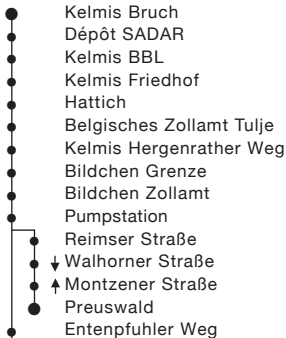 Kelmis Bruch
Dépôt SADAR
Kelmis BBL
Kelmis Friedhof
Hattich
Belgisches Zollamt Tulje
Kelmis Hergenrather Weg
Bildchen Grenze
Bildchen Zollamt
Pumpstation
Reimser Straße
Walhorner Straße
Montzener Straße
Preuswald
Entenpfuhler Weg